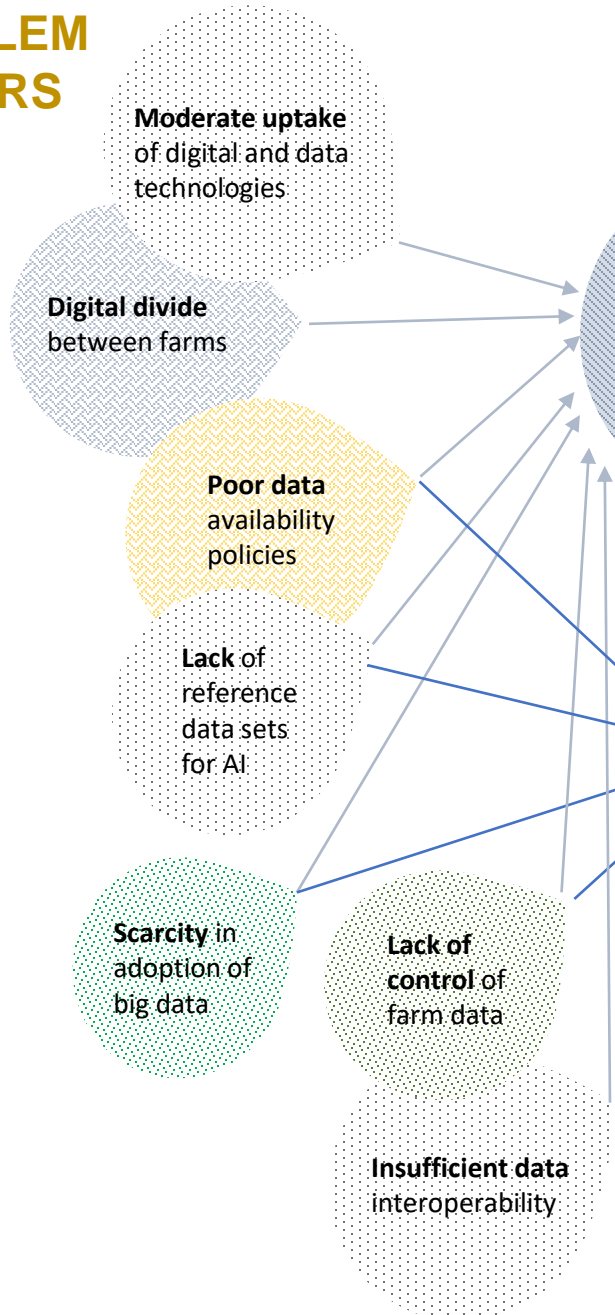 LEM
RS
Moderate uptake
of digital and data
technologies
Digital divide
between farms
Poor data
availability
policies
Lack of
reference
data sets
for AI
Scarcity in
adoption of
big data
Lack of
control of
farm data
Insufficient data
interoperability